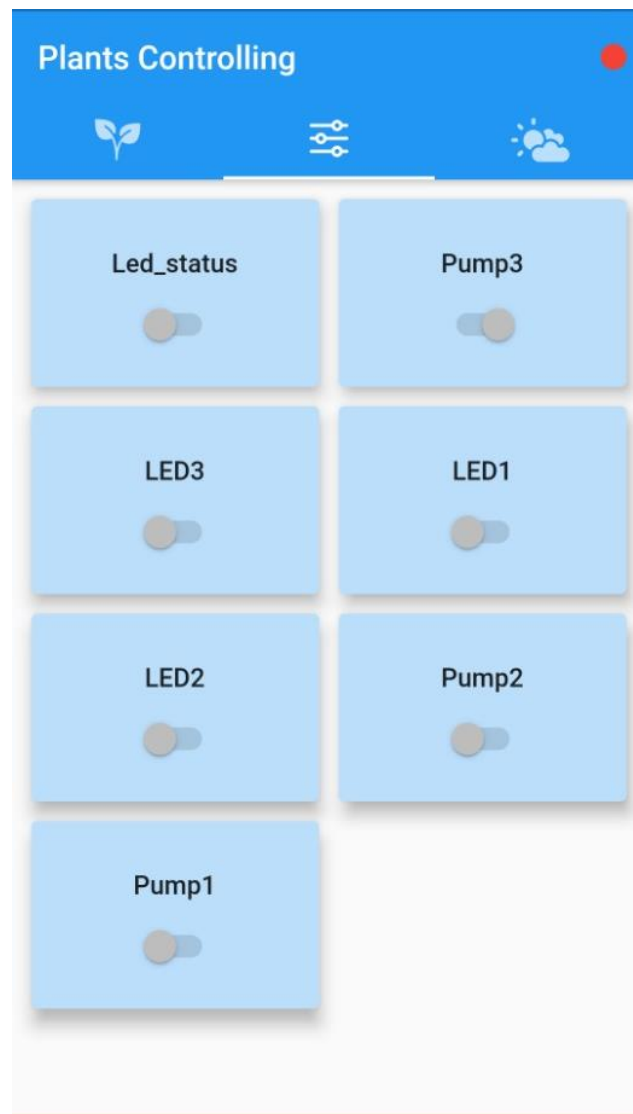 Plants Controlling
Led_status
Pump3
LED3
LED1
LED2
Pump2
Pump1